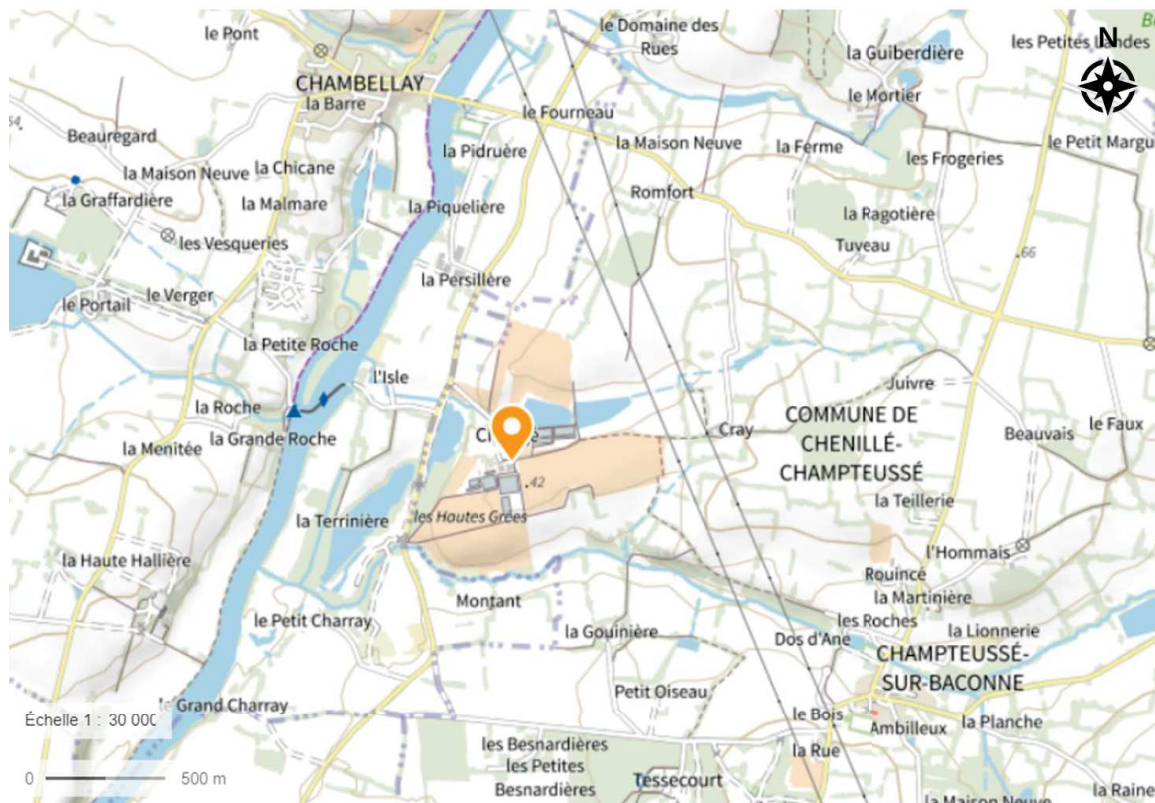 le Pont
le Domaine des
Rues
la Guiberdière
les Petites Landes
N
CHAMBELLAY
la Barre
le Mortier
64
Beauregard
le Fourneau
la Maison Neuve
la Chicane
la Pidruère
la Maison Neuve
la Ferme
les Frogeries
le Petit Margu
la Graffardière
la Malmare
la Piquelière
Romfort
la Ragotière
les Vesqueries
Tuveau
66
le Portail
le Verger
la Persillère
la Petite Roche
l'Isle
Juivre
la Roche
la Grande Roche
la Menitée
Cray
COMMUNE DE
CHENILLÉ-
CHAMPTEUSSÉ
Beauvais
le Faux
42
la Terrinière
les Hautes Grées
la Teillerie
la Haute Hallière
l'Hommais
Rouincé
la Martinière
Montant
le Petit Charray
la Gouinière
les Roches
Dos d'Ane
la Lionnerie
CHAMPTEUSSÉ-
SUR-BACONNE
le Grand Charray
Petit Oiseau
le Bois
la Planche
Ambilleux
Échelle 1 : 30 000
les Besnardières
les Petites
Besnardières
la Rue
0
500 m
Tessecourt
la Maison Neuve
la Raine